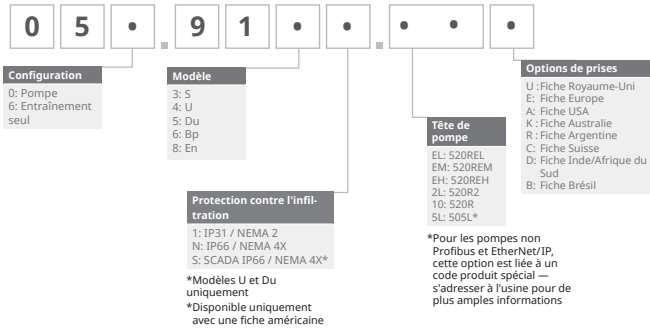 0 5 • . 9 1 • • . • • •
Configuration
0: Pompe
6: Entraînement
seul
Modèle
3: S
4: U
5: Du
6: Bp
8: En
Protection contre l'infil-
tration
1: IP31 / NEMA 2
N: IP66 / NEMA 4X
S: SCADA IP66 / NEMA 4X*
*Modèles U et Du
uniquement
*Disponible uniquement
avec une fiche américaine
Tête de
pompe
EL: 520REL
EM: 520REM
EH: 520REH
2L: 520R2
10: 520R
5L: 505L*
*Pour les pompes non
Profibus et EtherNet/IP,
cette option est liée à un
code produit spécial —
s'adresser à l'usine pour de
plus amples informations
Options de prises
U : Fiche Royaume-Uni
E: Fiche Europe
A: Fiche USA
K : Fiche Australie
R : Fiche Argentine
C: Fiche Suisse
D: Fiche Inde/Afrique du
Sud
B: Fiche Brésil